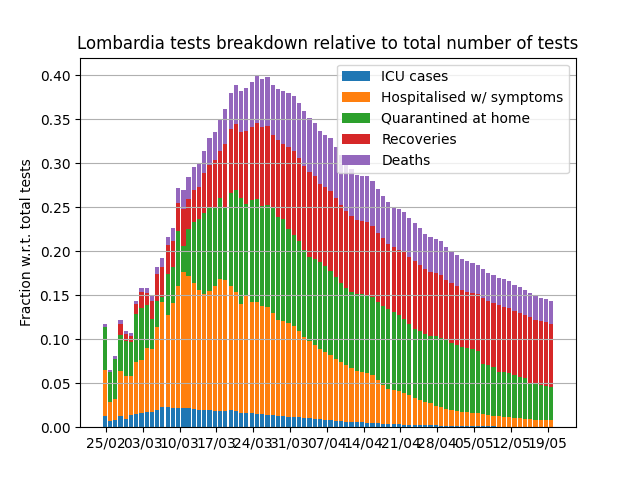 Lombardia tests breakdown relative to total number of tests
Fraction w.r.t. total tests
0.40
0.35
0.30
0.25
0.20
0.15
0.10
0.05
0.00
ICU cases
Hospitalised w/ symptoms
Quarantined at home
Recoveries
Deaths
25/02 03/03 10/03 17/03 24/03 31/03 07/04 14/04 21/04 28/04 05/05 12/05 19/05